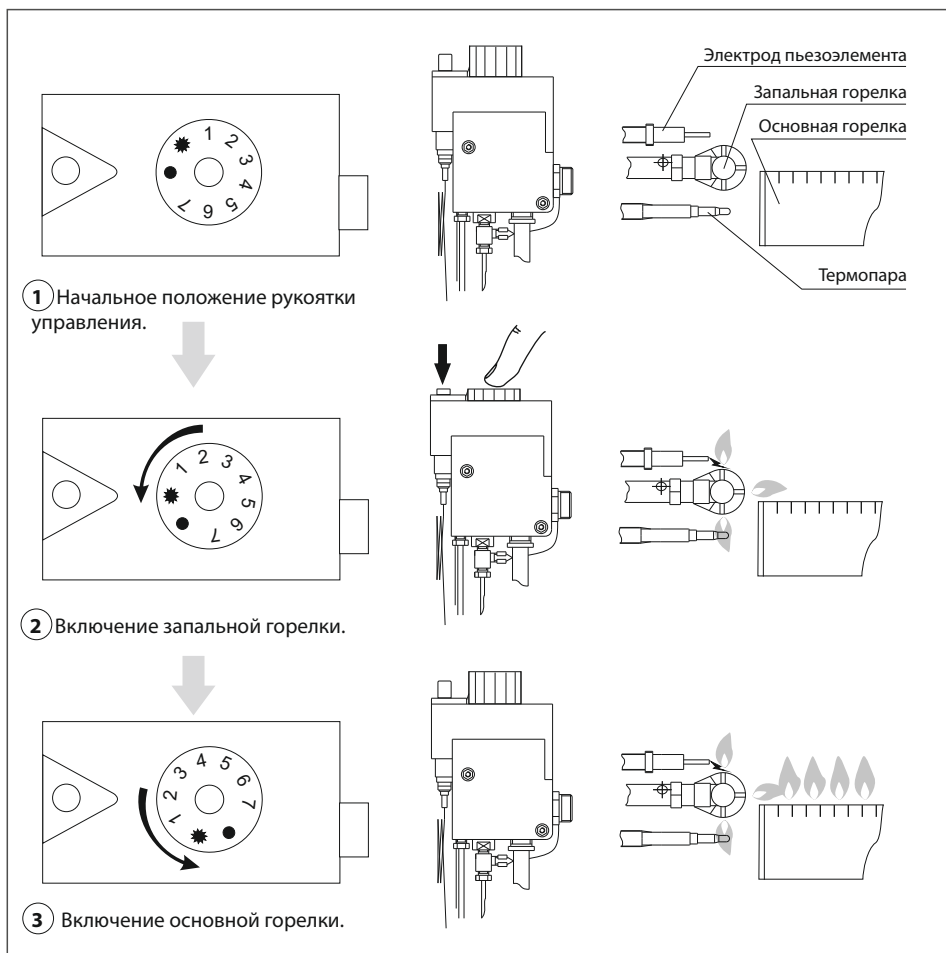 1 2 3 4 5 6 7
Электрод пьезоэлемента
Запальная горелка
Основная горелка
Термопара
1 Начальное положение рукоятки
управления.
1 2 3 4 5 6 7
2 Включение запальной горелки.
1 2 3 4 5 6 7
3 Включение основной горелки.